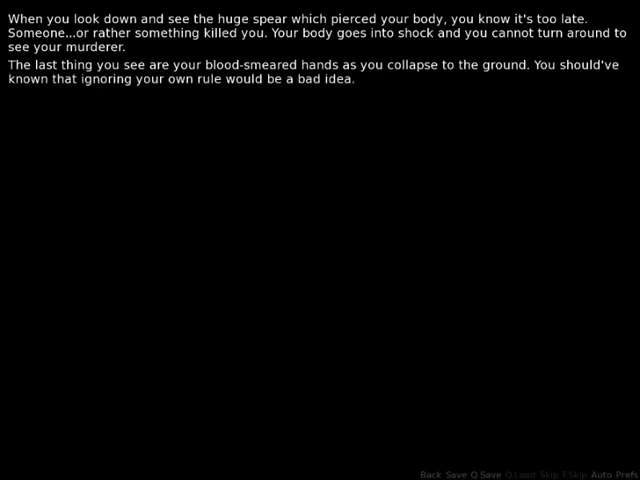 When you look down and see the huge spear which pierced your body, you know it's too late.
Someone...or rather something killed you. Your body goes into shock and you cannot turn around to
see your murderer.
The last thing you see are your blood-smeared hands as you collapse to the ground. You should've
known that ignoring your own rule would be a bad idea.
Back Save Q.Save Q.Load Skip F.Skip Auto Prefs